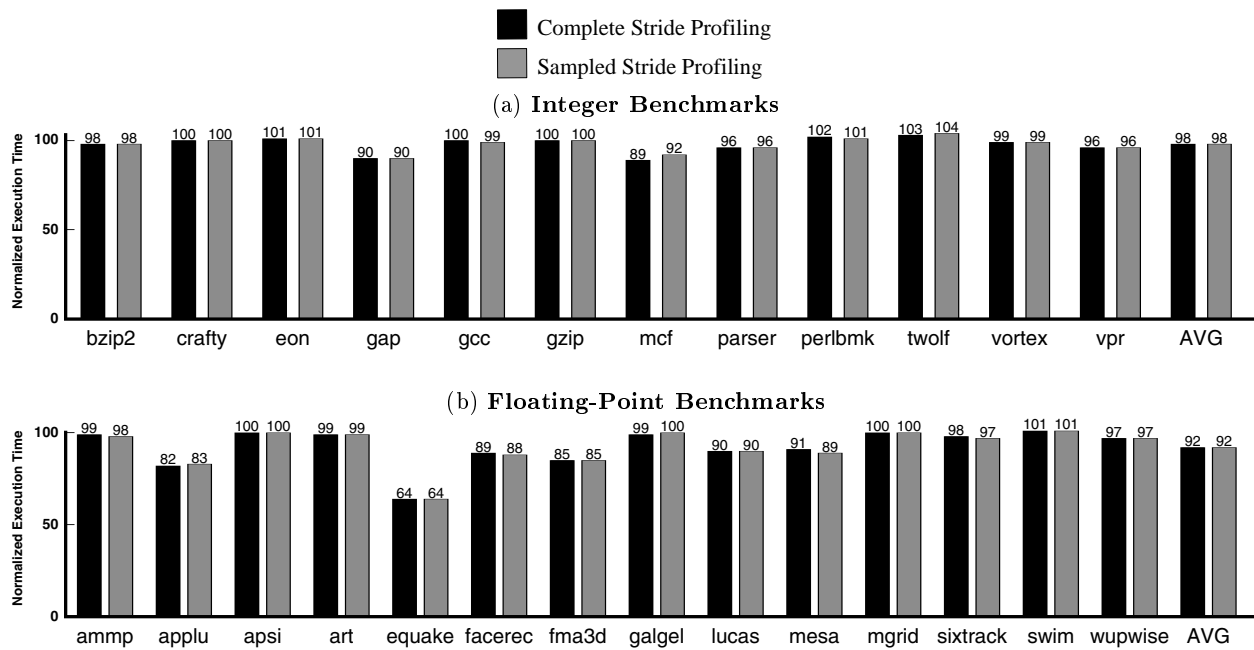 Complete Stride Profiling
Sampled Stride Profiling
(a) Integer Benchmarks
Normalized Execution Time
100
50
0
98 98 100 100 101 101 90 90 100 99 100 100 89 92 96 96 102 101 103 104 99 99 96 96 98 98
bzip2 crafty eon gap gcc gzip mcf parser perlbmk twolf vortex vpr AVG
(b) Floating-Point Benchmarks
Normalized Execution Time
100
50
0
99 98 82 83 100 100 99 99 64 64 89 88 85 85 99 100 90 90 91 89 100 100 98 97 101 101 97 97 92 92
ammp applu apsi art equake facerec fma3d galgel lucas mesa mgrid sixtrack swim wupwise AVG